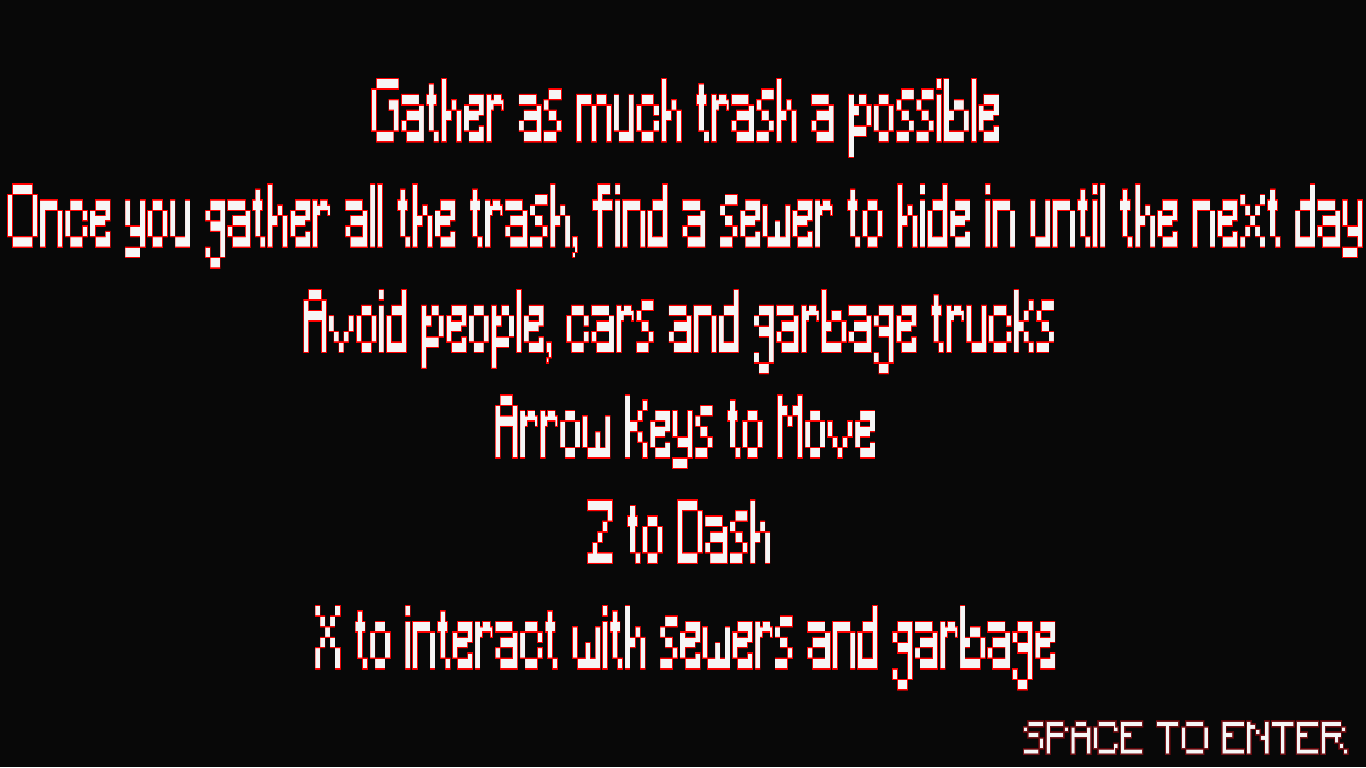 Gather as much trash a possible
Once you gather all the trash, find a sewer to hide in until the next day
Avoid people, cars and garbage trucks
Arrow Keys to Move
Z to Dash
X to interact with sewers and garbage
SPACE TO ENTER